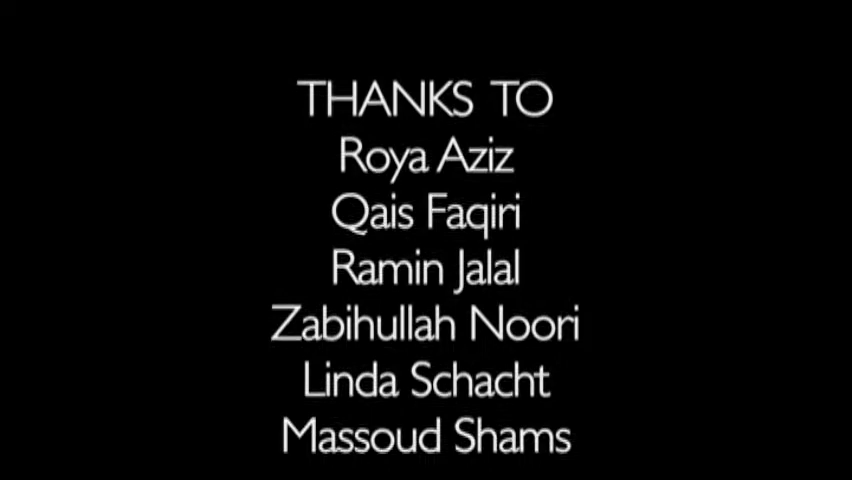 THANKS TO
Roya Aziz
Qais Faqiri
Ramin Jalal
Zabihullah Noori
Linda Schacht
Massoud Shams